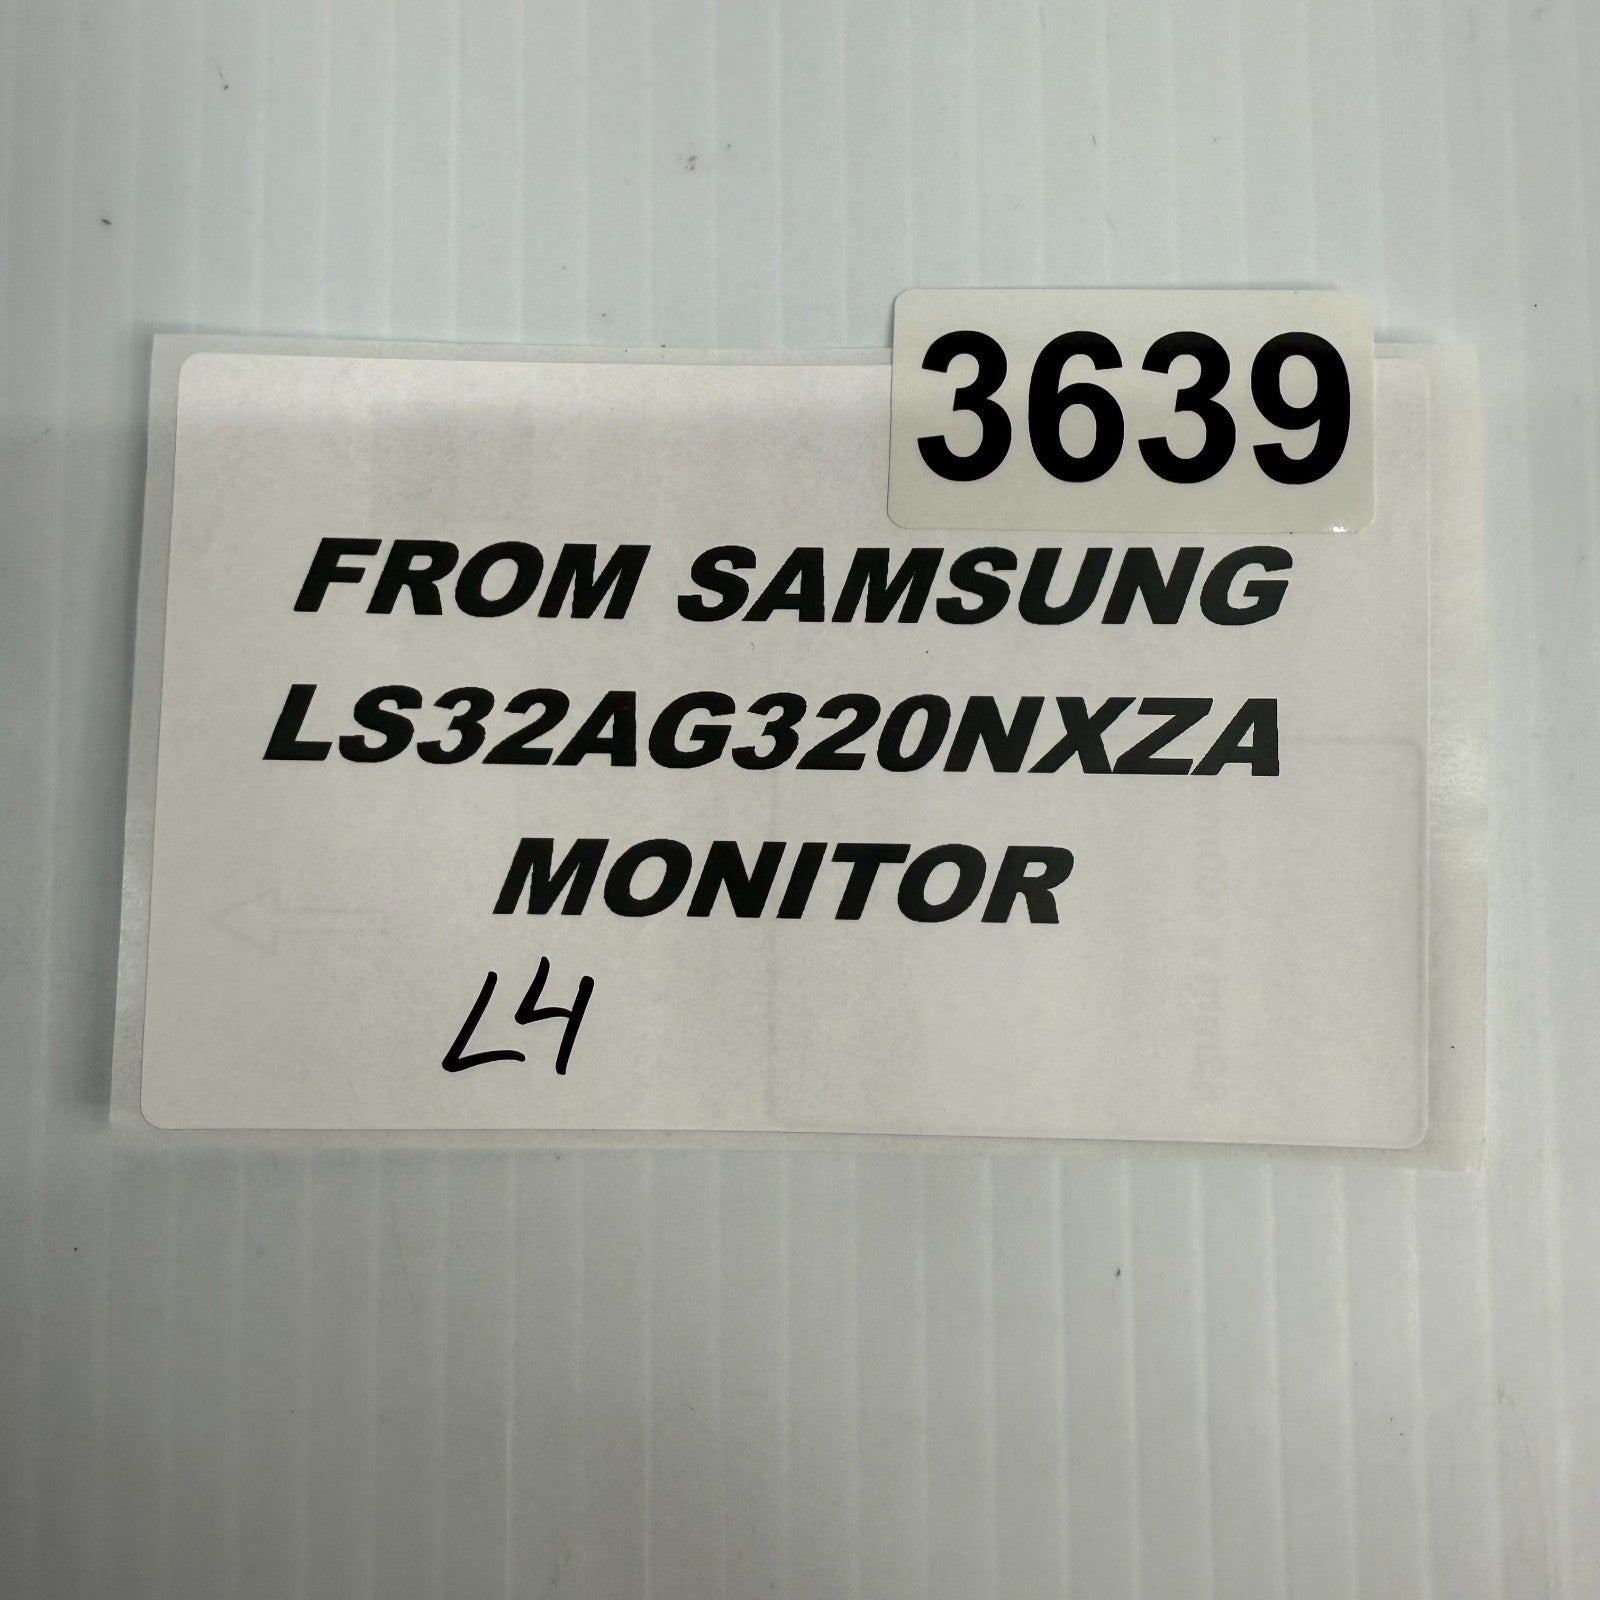 3639
FROM SAMSUNG
LS32AG320NXZA
MONITOR
L4